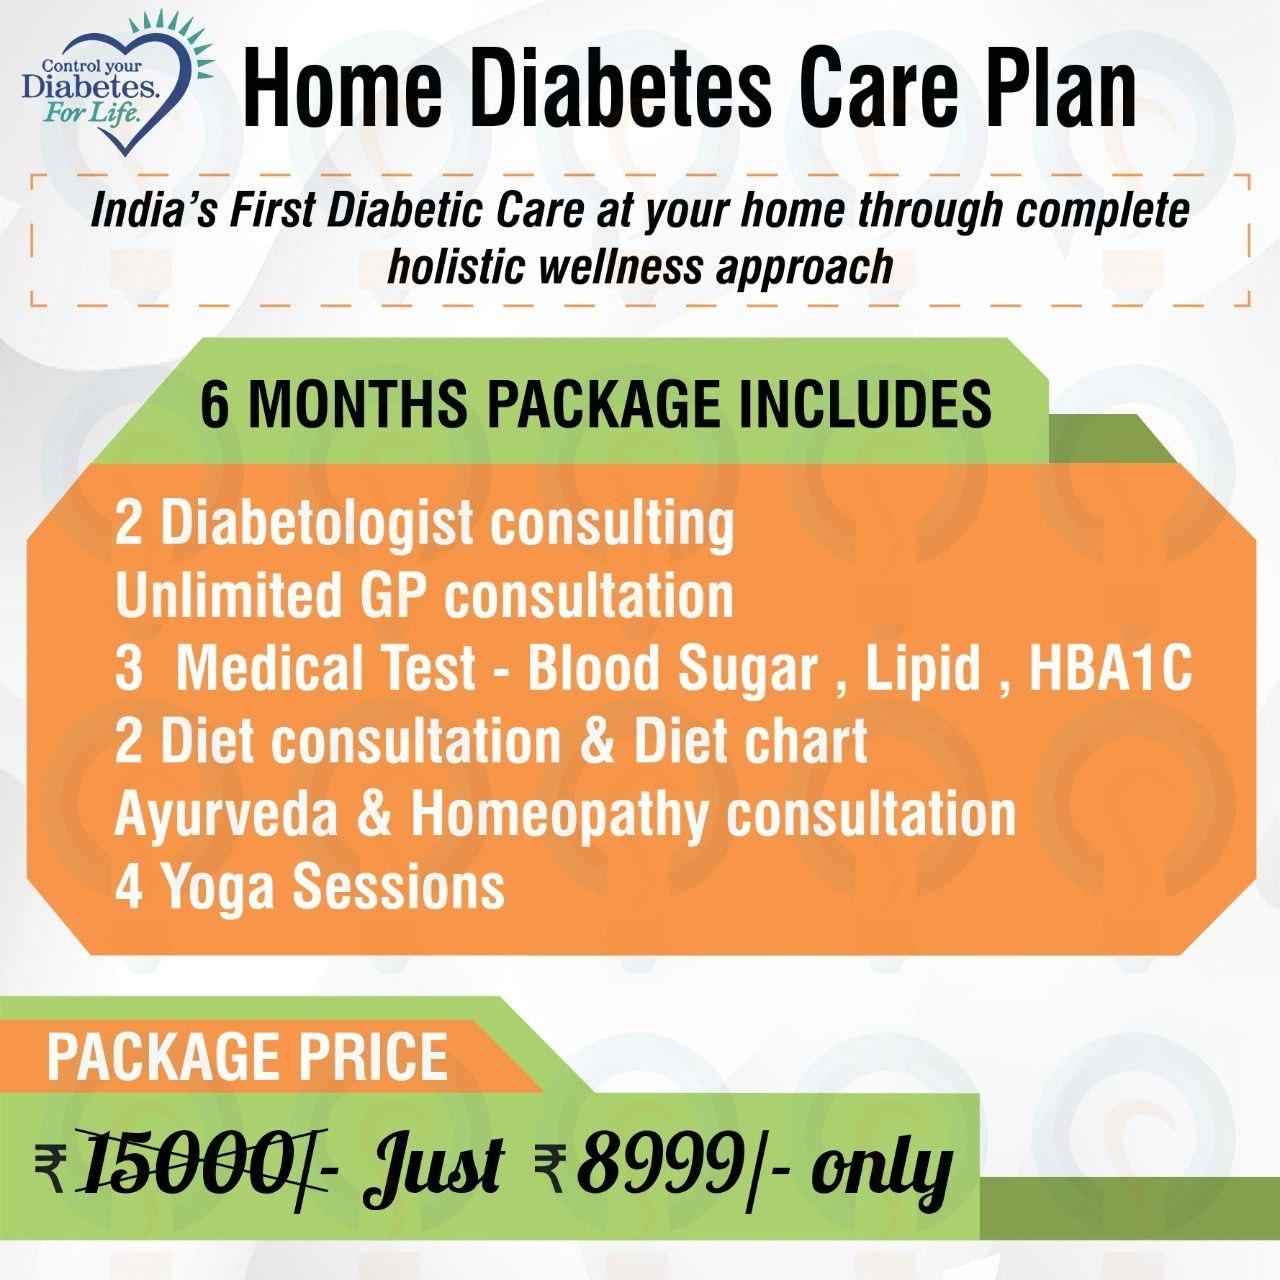 Control your
Diabetes.
For Life.
Home Diabetes Care Plan
India's First Diabetic Care at your home through complete
holistic wellness approach
6 MONTHS PACKAGE INCLUDES
2 Diabetologist consulting
Unlimited GP consultation
3 Medical Test - Blood Sugar , Lipid , HBA1C
2 Diet consultation & Diet chart
Ayurveda & Homeopathy consultation
4 Yoga Sessions
PACKAGE PRICE
₹ 15000/- Just ₹ 8999/- only